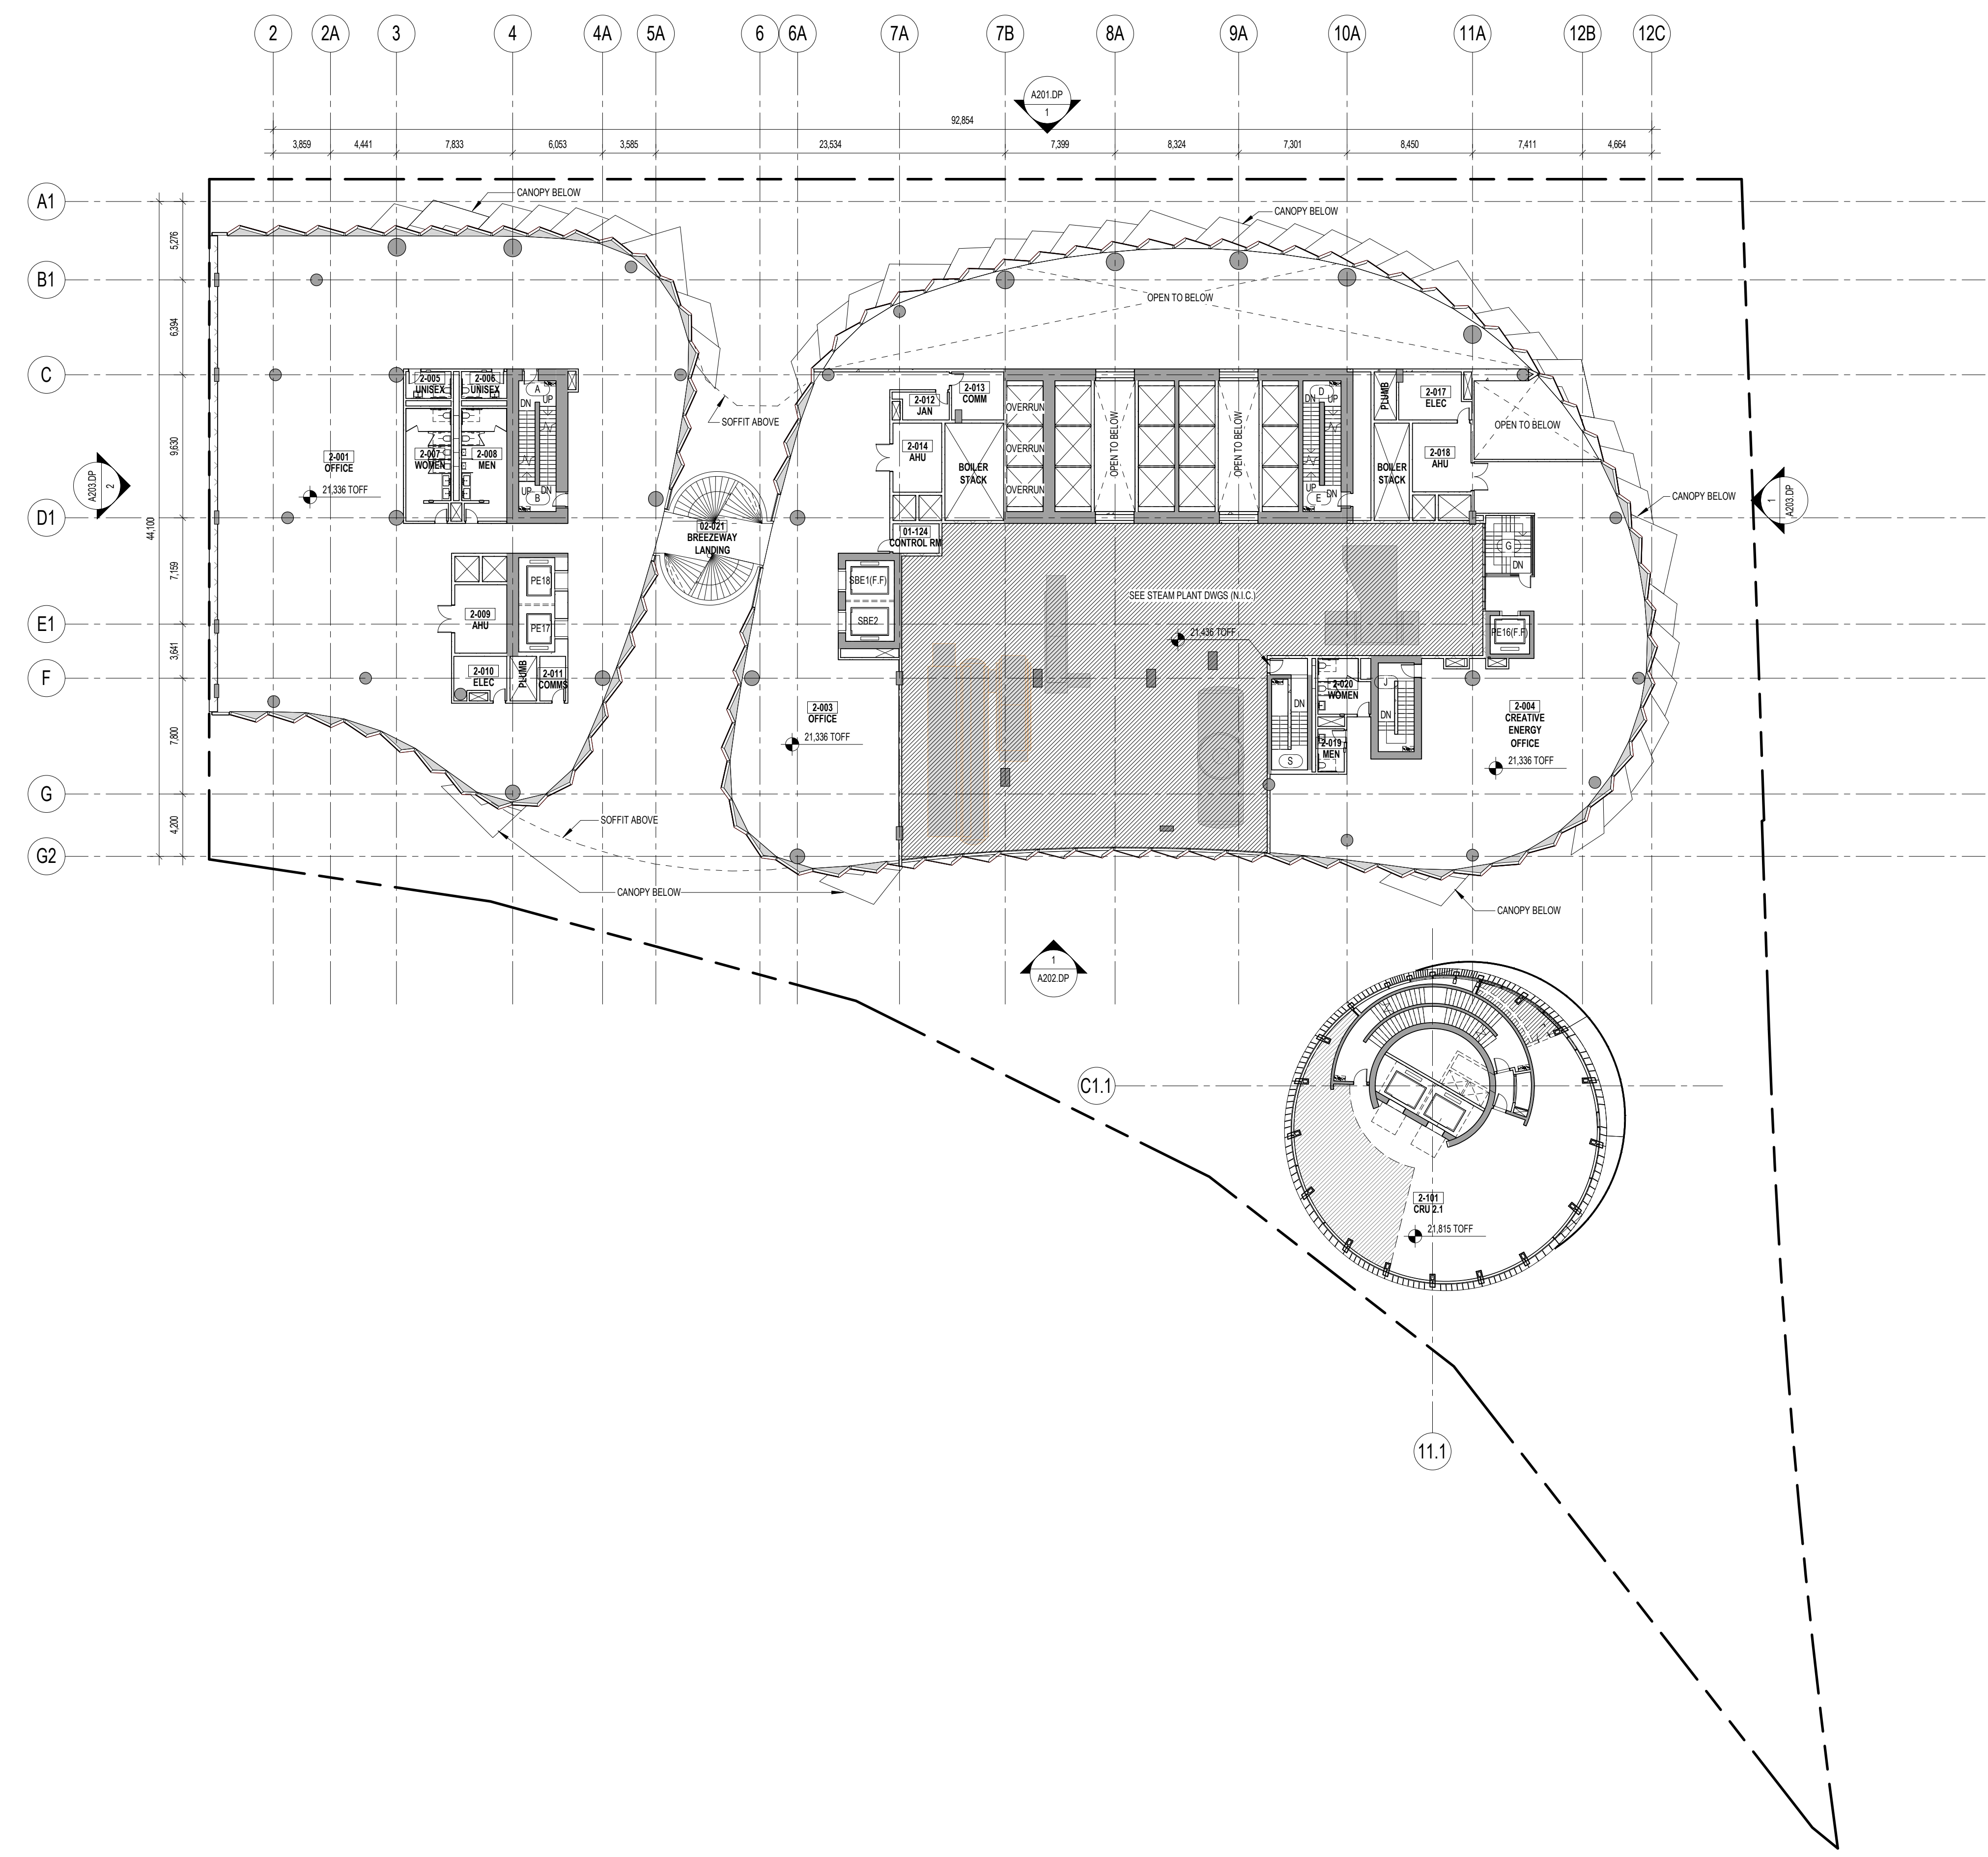 2
2A
3
4
4A
5A
6
6A
7A
7B
8A
9A
10A
11A
12B
12C
A201.DP
1
92,854
3,859
4,441
7,833
6,053
3,585
23,534
7,399
8,324
7,301
8,450
7,411
4,664
A1
B1
C
D1
E1
F
G
G2
5,276
6,394
9,630
7,159
3,641
7,800
4,200
44,100
A203.DP
2
1
A203.DP
CANOPY BELOW
CANOPY BELOW
OPEN TO BELOW
SOFFIT ABOVE
2-005
UNISEX
2-006
UNISEX
A
DN
UP
2-007
WOMEN
2-008
MEN
UP
DN
B
2-001
OFFICE
21,336 TOFF
02-021
BREEZEWAY
LANDING
PE18
PE17
2-009
AHU
2-010
ELEC
PLUMB
2-011
COMMS
2-013
COMM
2-012
JAN
2-014
AHU
BOILER
STACK
OVERRUN
OVERRUN
OVERRUN
OPEN TO BELOW
OPEN TO BELOW
D
DN
UP
UP
DN
E
PLUMB
2-017
ELEC
BOILER
STACK
2-018
AHU
OPEN TO BELOW
CANOPY BELOW
01-124
CONTROL RM
SBE1(F.F)
SBE2
SEE STEAM PLANT DWGS (N.I.C.)
21,436 TOFF
G
DN
PE16(F.F)
2-020
WOMEN
DN
J
DN
2-019
MEN
S
2-003
OFFICE
21,336 TOFF
2-004
CREATIVE
ENERGY
OFFICE
21,336 TOFF
SOFFIT ABOVE
CANOPY BELOW
CANOPY BELOW
1
A202.DP
C1.1
2-101
CRU 2.1
21,815 TOFF
11.1